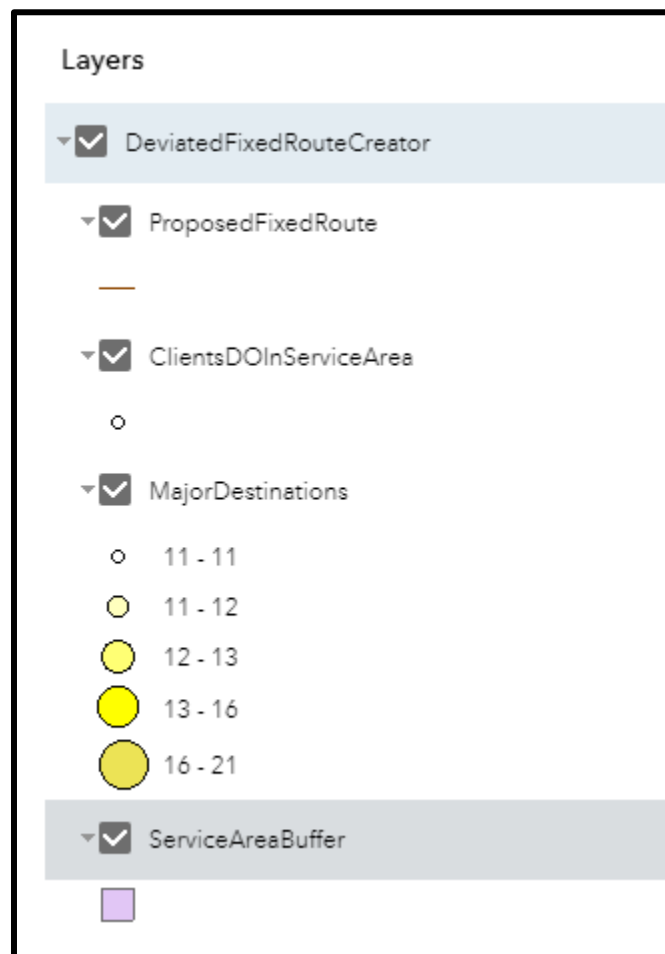 Layers
DeviatedFixedRouteCreator
ProposedFixedRoute
ClientsDOInServiceArea
MajorDestinations
11 - 11
11 - 12
12 - 13
13 - 16
16 - 21
ServiceAreaBuffer